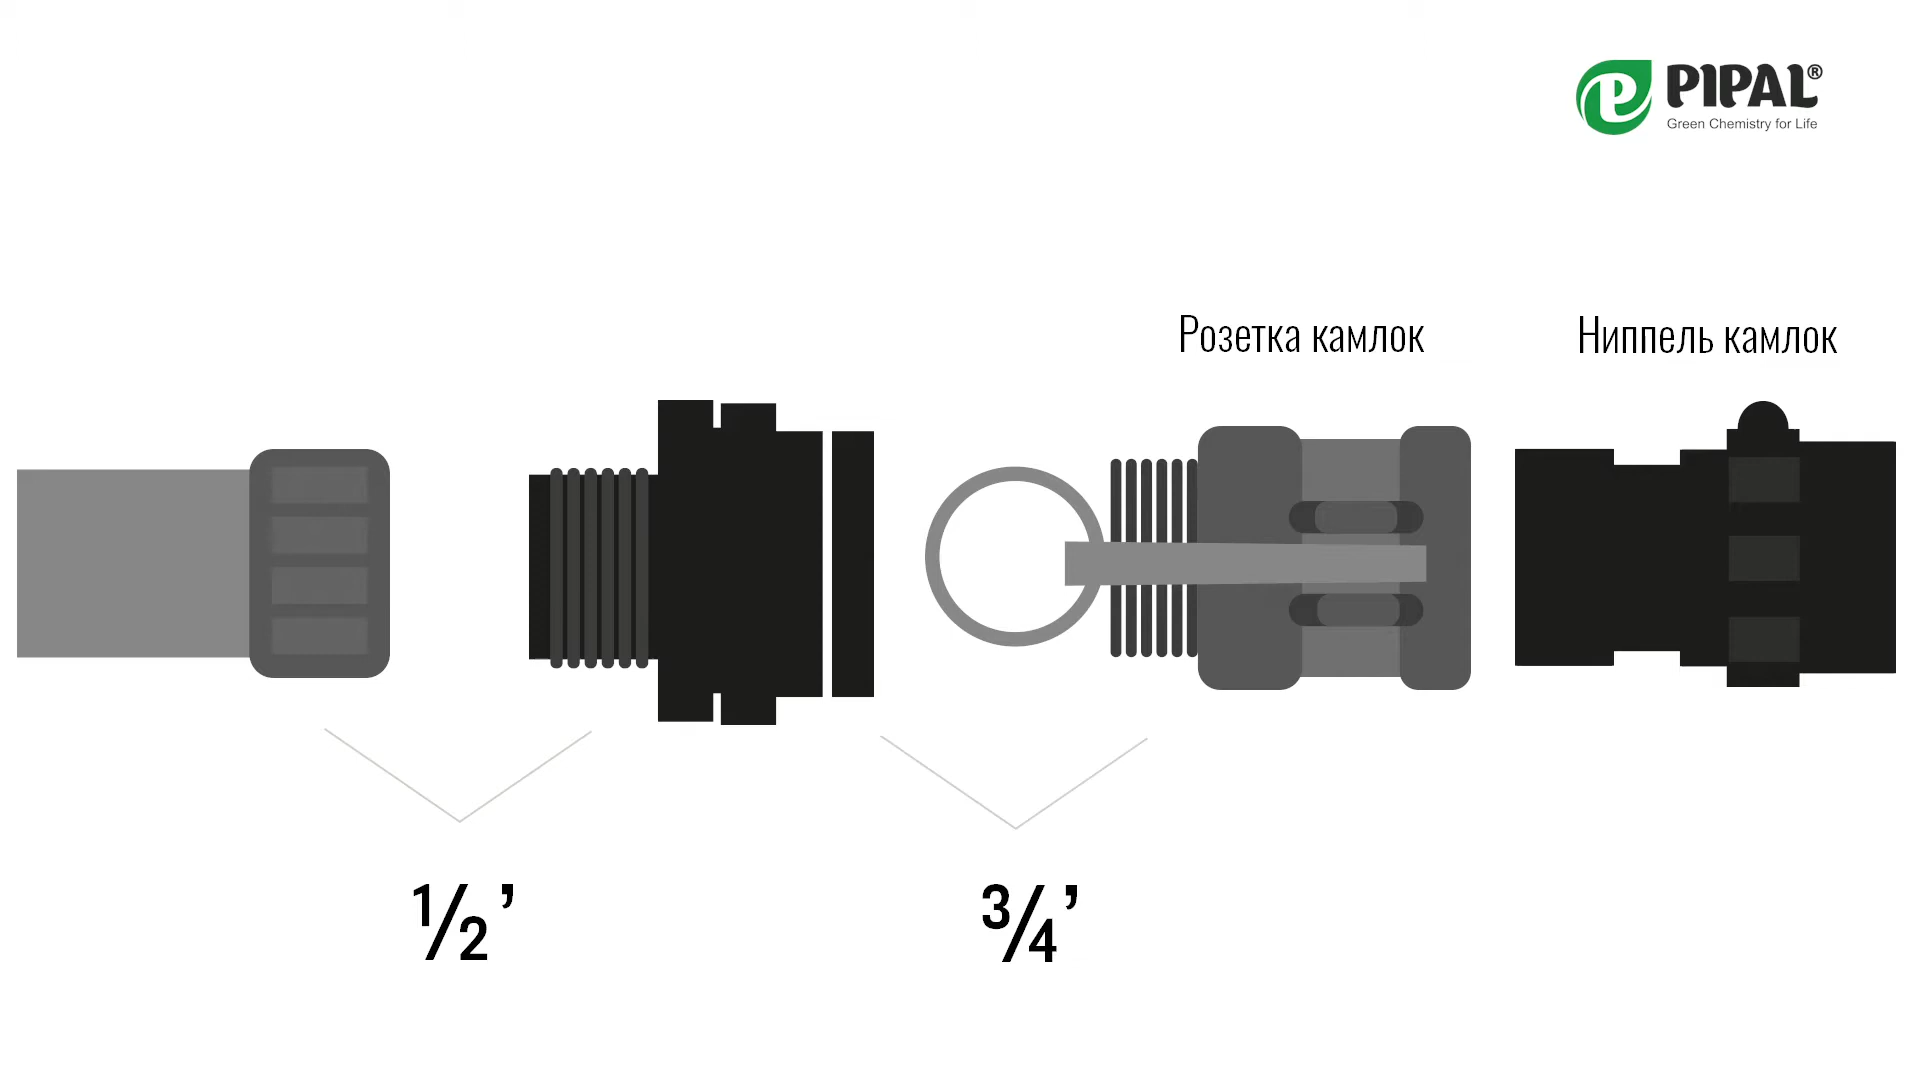 PIPAL®
Green Chemistry for Life
Розетка камлок
Ниппель камлок
½’
¾’